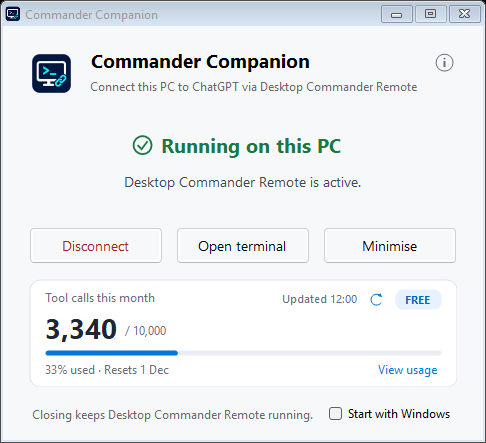 Commander Companion
Commander Companion
Connect this PC to ChatGPT via Desktop Commander Remote
Running on this PC
Desktop Commander Remote is active.
Disconnect Open terminal Minimise
Tool calls this month Updated 12:00 FREE
3,340 / 10,000
33% used · Resets 1 Dec View usage
Closing keeps Desktop Commander Remote running. Start with Windows